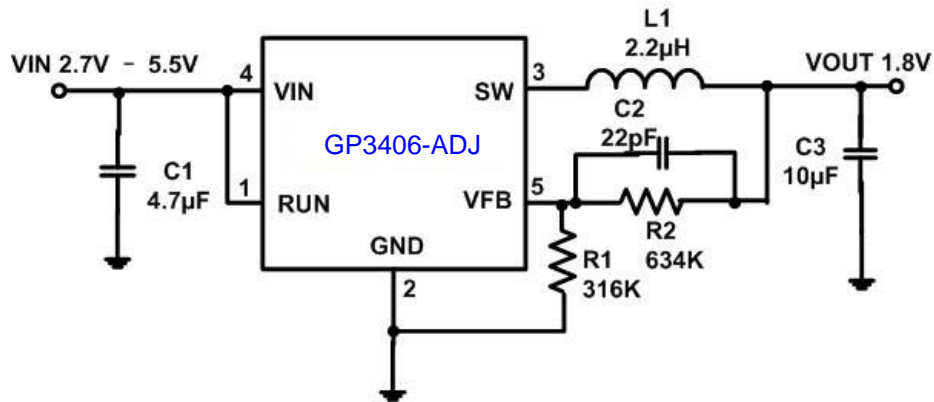 L1
2.2µH
VIN 2.7V - 5.5V
VOUT 1.8V
4
3
VIN
SW
C2
22pF
GP3406-ADJ
C1
4.7µF
C3
10µF
1
5
RUN
VFB
R2
634K
GND
R1
316K
2